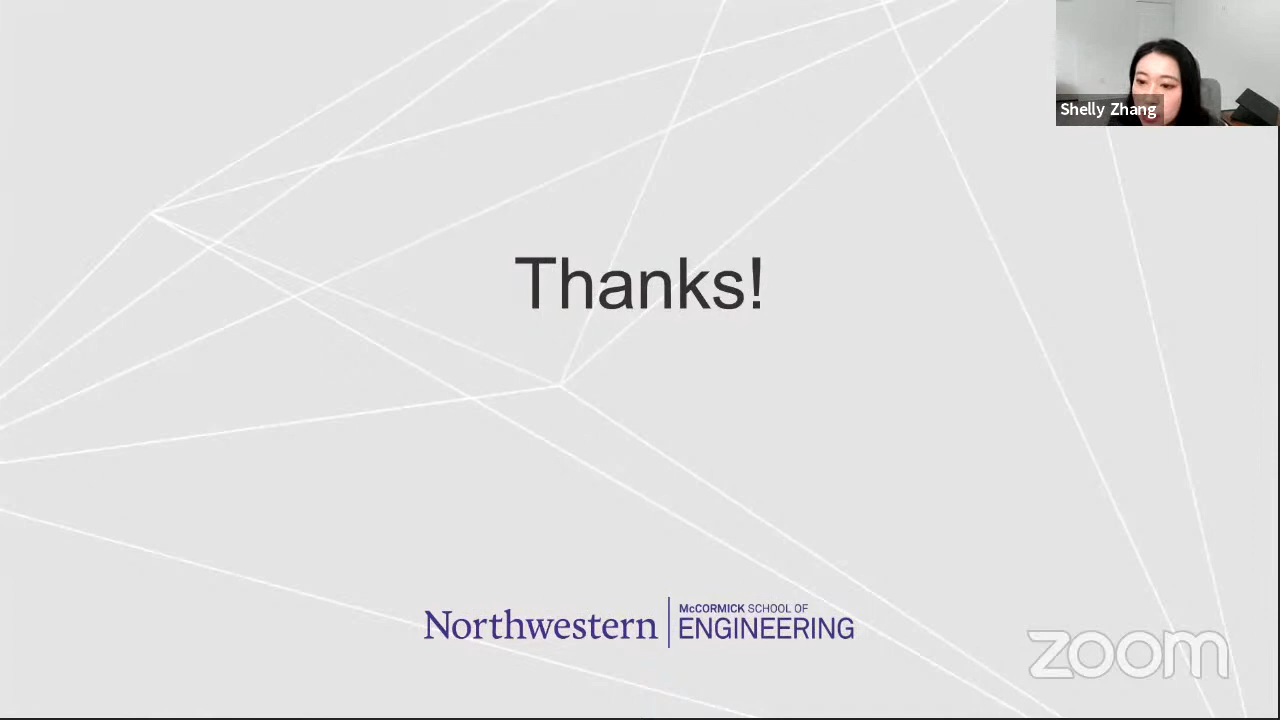 Shelly Zhang
Thanks!
Northwestern
McCORMICK SCHOOL OF
ENGINEERING
zoom